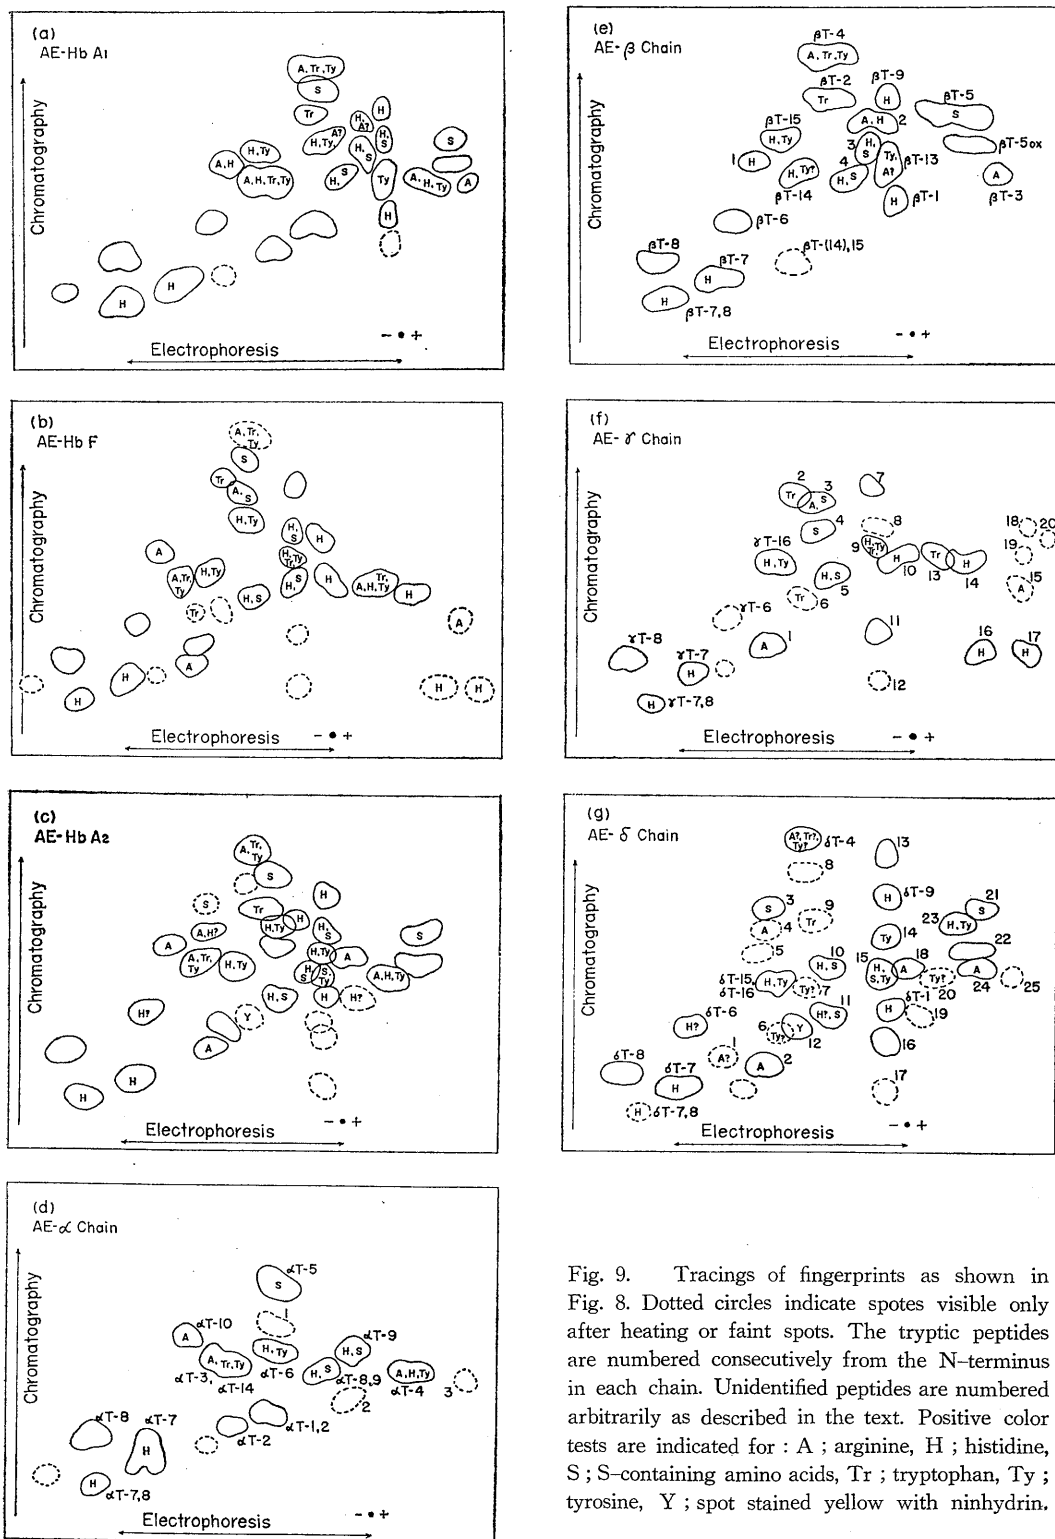 (a)
AE-Hb A1
A, Tr, Ty
S
Tr
H, Ty, A?
H, A?
H
H, S
H, S
H, S
S
H, Ty
A, H
A, H, Tr, Ty
Ty
A, H, Ty
A
H
H
H
Chromatography
Electrophoresis
- • +
(b)
AE-Hb F
A, Tr, Ty
S
Tr
A, S
H, Ty
A
A, Tr, Ty
H, Ty
Tr
H, S
H, S
H, Tr, Ty
H, S
H
H
Tr, A, H, Ty
H
A
A
H
H
H
H
Chromatography
Electrophoresis
- • +
(c)
AE-Hb A2
A, Tr, Ty
S
S
Tr
H
A, H?
H, Ty
H
H, S
A
A, Tr, Ty
H, Ty
H, Ty
A
S
H, S
S, Ty
A, H, Ty
H, S
H
H?
H?
Y
A
H
H
Chromatography
Electrophoresis
- • +
(d)
AE-α Chain
S
αT-5
1
αT-10
A
A, Tr, Ty
αT-3, αT-14
H, Ty
αT-6
H, S
αT-9
H, S
αT-8,9
A, H, Ty
αT-4
2
3
αT-8
αT-7
H
αT-2
αT-1,2
H
αT-7,8
Chromatography
Electrophoresis
- • +
(e)
AE-β Chain
βT-4
A, Tr, Ty
βT-2
Tr
βT-9
H
βT-5
S
A, H
2
βT-15
H, Ty
3
H, S
Ty, A?
βT-13
βT-5ox
1
H
H, Ty?
βT-14
4
H, S
A
βT-3
H
βT-1
βT-6
βT-8
βT-7
H
βT-(14),15
H
βT-7,8
Chromatography
Electrophoresis
- • +
(f)
AE-γ Chain
2
Tr
3
A, S
7
4
S
8
18
20
19
γT-16
H, Ty
9
H, Tr, Ty
H
10
Tr
13
H
14
H, S
5
Tr
6
A
15
γT-6
A
1
11
γT-8
γT-7
H
16
H
17
H
12
H
γT-7,8
Chromatography
Electrophoresis
- • +
(g)
AE-δ Chain
A?, Tr?, Ty?
δT-4
13
8
3
S
9
Tr
δT-9
H
21
S
A
4
23
H, Ty
5
Ty
14
10
H, S
22
δT-15, δT-16
H, Ty
Ty?
7
15
H, S, Ty
A
18
Ty?
20
A
24
25
δT-6
H?
11
H?, S
δT-1
H
19
6
Ty?
Y
12
16
δT-8
δT-7
H
1
A?
A
2
17
H
δT-7,8
Chromatography
Electrophoresis
- • +
Fig. 9. Tracings of fingerprints as shown in
Fig. 8. Dotted circles indicate spotes visible only
after heating or faint spots. The tryptic peptides
are numbered consecutively from the N–terminus
in each chain. Unidentified peptides are numbered
arbitrarily as described in the text. Positive color
tests are indicated for : A ; arginine, H ; histidine,
S ; S–containing amino acids, Tr ; tryptophan, Ty ;
tyrosine, Y ; spot stained yellow with ninhydrin.